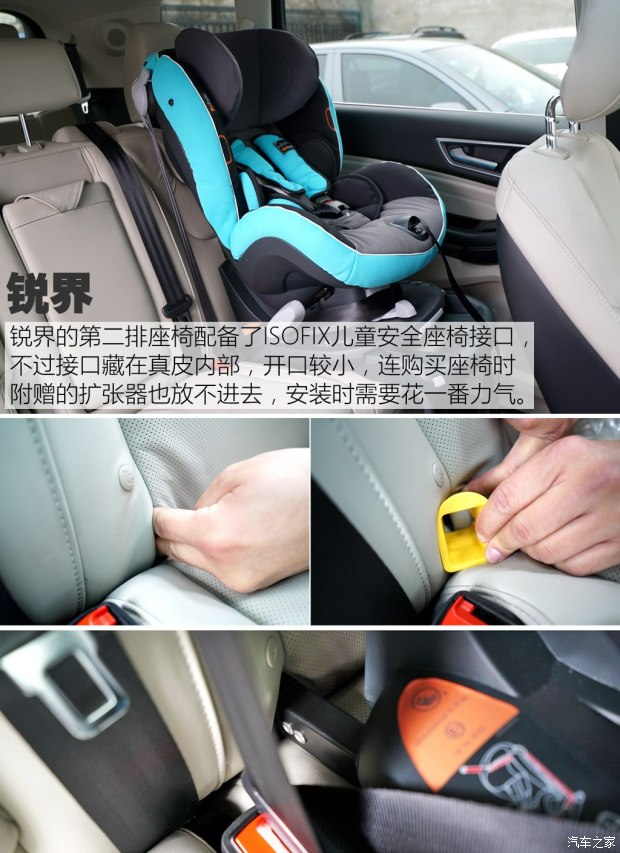 锐界
锐界的第二排座椅配备了ISOFIX儿童安全座椅接口，
不过接口藏在真皮内部，开口较小，连购买座椅时
附赠的扩张器也放不进去，安装时需要花一番力气。
汽车之家